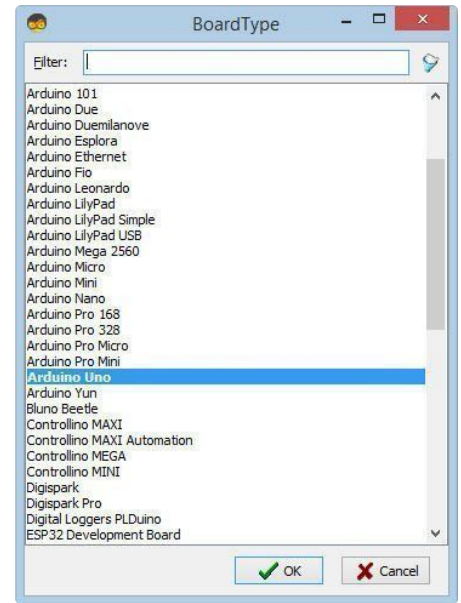 BoardType
Filter:
Arduino 101
Arduino Due
Arduino Duemilanove
Arduino Esplora
Arduino Ethernet
Arduino Fio
Arduino Leonardo
Arduino LilyPad
Arduino LilyPad Simple
Arduino LilyPad USB
Arduino Mega 2560
Arduino Micro
Arduino Mini
Arduino Nano
Arduino Pro 168
Arduino Pro 328
Arduino Pro Micro
Arduino Pro Mini
Arduino Uno
Arduino Yun
Bluno Beetle
Controllino MAXI
Controllino MAXI Automation
Controllino MEGA
Controllino MINI
Digispark
Digispark Pro
Digital Loggers PLDuino
ESP32 Development Board
OK Cancel